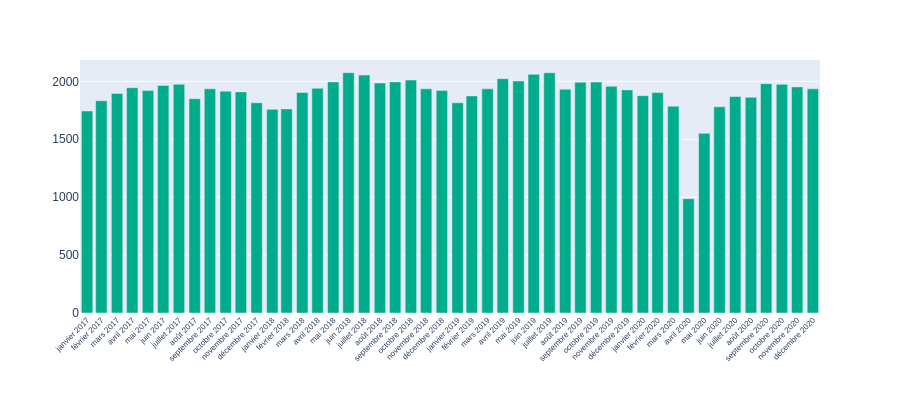 2000
1500
1000
500
0
janvier 2017
février 2017
mars 2017
avril 2017
mai 2017
juin 2017
juillet 2017
août 2017
septembre 2017
octobre 2017
novembre 2017
décembre 2017
janvier 2018
février 2018
mars 2018
avril 2018
mai 2018
juin 2018
juillet 2018
août 2018
septembre 2018
octobre 2018
novembre 2018
décembre 2018
janvier 2019
février 2019
mars 2019
avril 2019
mai 2019
juin 2019
juillet 2019
août 2019
septembre 2019
octobre 2019
novembre 2019
décembre 2019
janvier 2020
février 2020
mars 2020
avril 2020
mai 2020
juin 2020
juillet 2020
août 2020
septembre 2020
octobre 2020
novembre 2020
décembre 2020